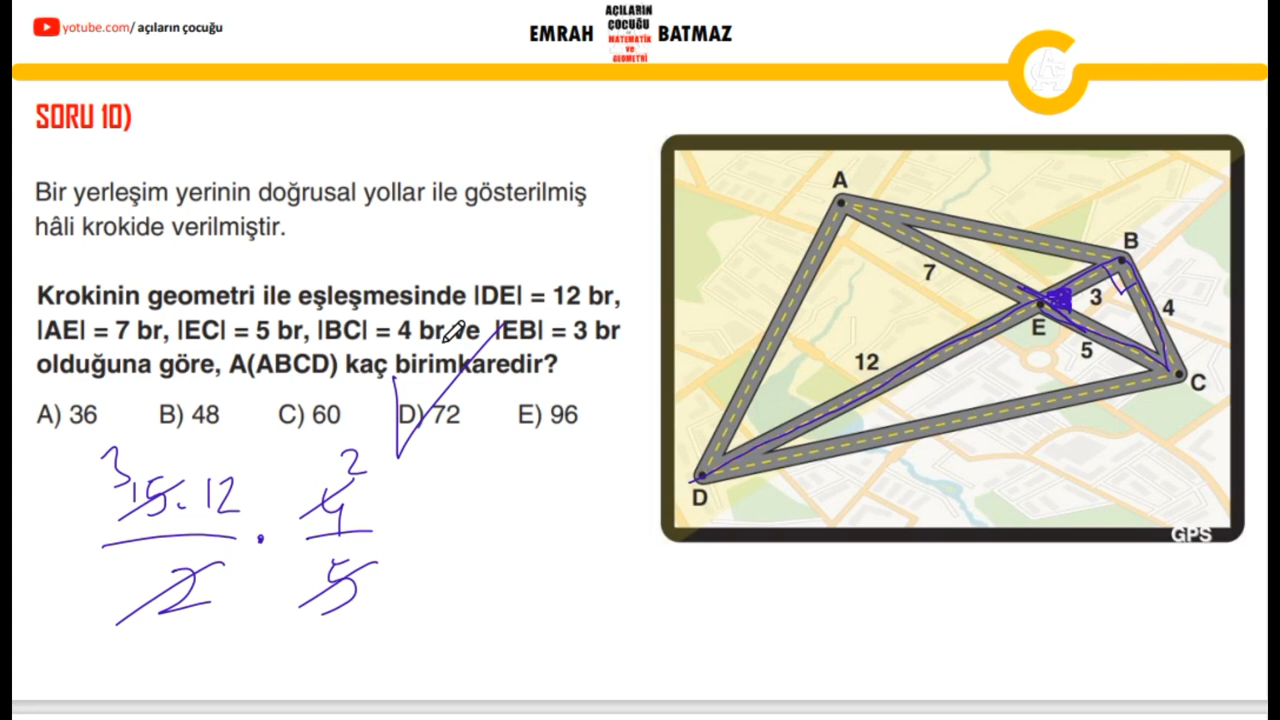 yotube.com/ açıların çocuğu
EMRAH
AÇILARIN
ÇOCUĞU
MATEMATİK
ve
GEOMETRİ
BATMAZ
SORU 10)
Bir yerleşim yerinin doğrusal yollar ile gösterilmiş
hâli krokide verilmiştir.
Krokinin geometri ile eşleşmesinde |DE| = 12 br,
|AE| = 7 br, |EC| = 5 br, |BC| = 4 br ve |EB| = 3 br
olduğuna göre, A(ABCD) kaç birimkaredir?
A) 36 B) 48 C) 60 D) 72 E) 96
3 2
15 . 12 4
.
2 5
A
B
7
3
4
E
5
12
C
D
GPS